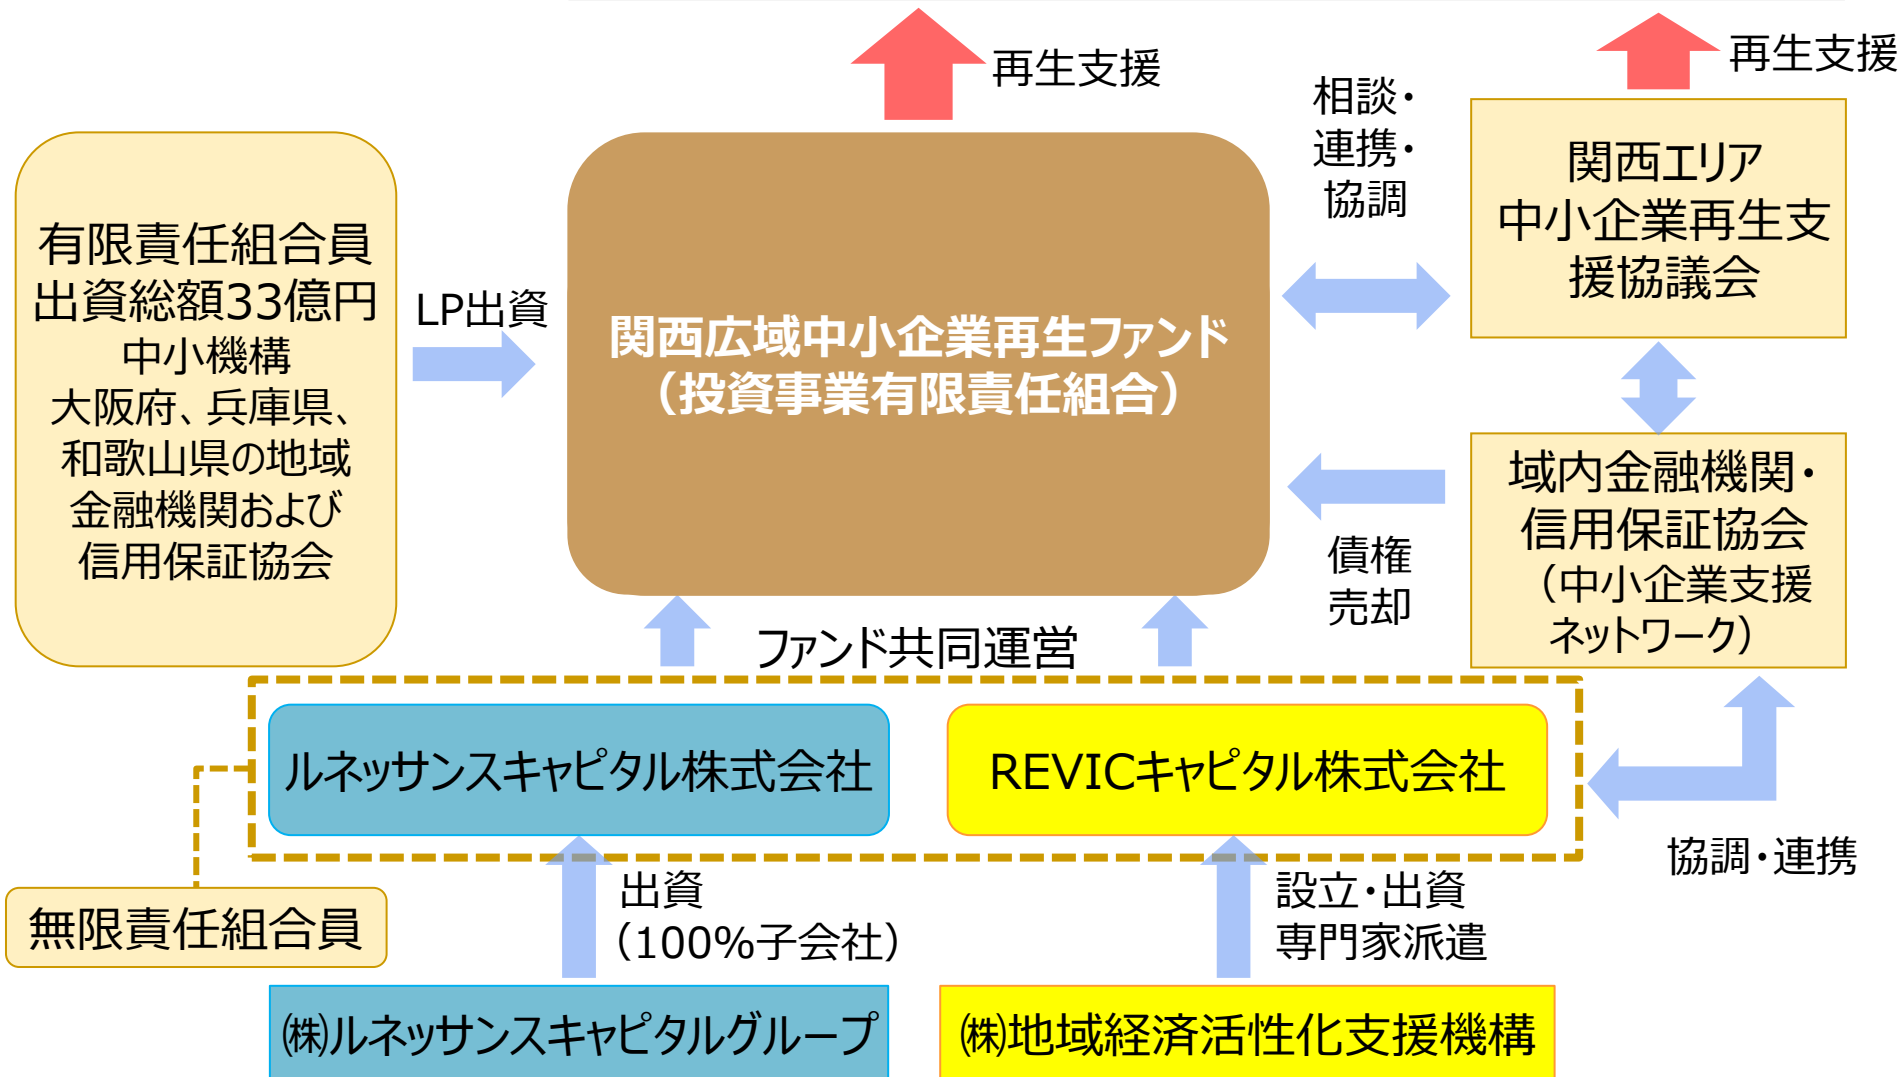 再生支援
再生支援
相談・
連携・
協調
関西エリア
中小企業再生支
援協議会
有限責任組合員
出資総額33億円
中小機構
大阪府、兵庫県、
和歌山県の地域
金融機関および
信用保証協会
LP出資
関西広域中小企業再生ファンド
（投資事業有限責任組合）
域内金融機関・
信用保証協会
（中小企業支援
ネットワーク）
債権
売却
ファンド共同運営
ルネッサンスキャピタル株式会社
REVICキャピタル株式会社
協調・連携
無限責任組合員
出資
（100%子会社）
設立・出資
専門家派遣
㈱ルネッサンスキャピタルグループ
㈱地域経済活性化支援機構